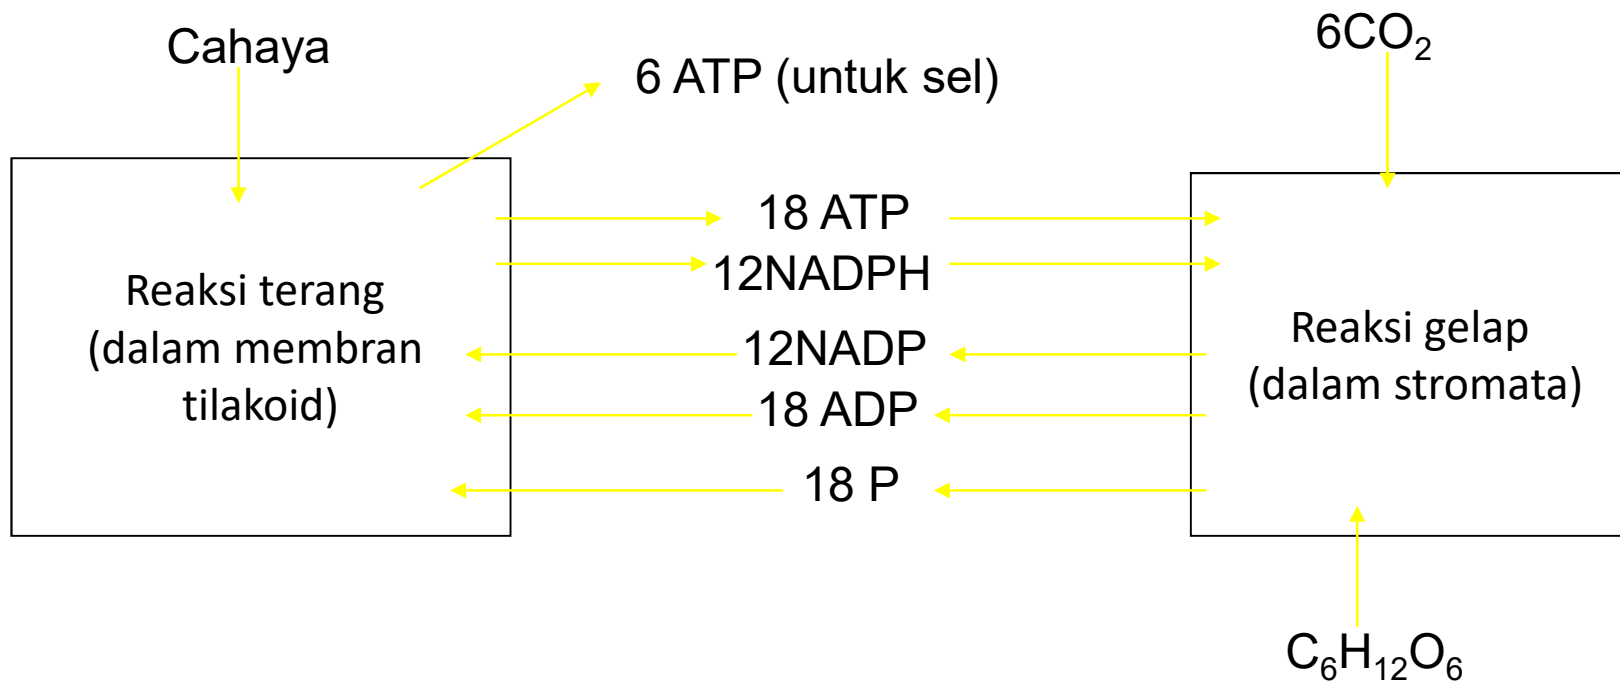 Cahaya
6CO₂
6 ATP (untuk sel)
18 ATP
12NADPH
Reaksi terang
(dalam membran
tilakoid)
12NADP
18 ADP
18 P
Reaksi gelap
(dalam stromata)
C₆H₁₂O₆